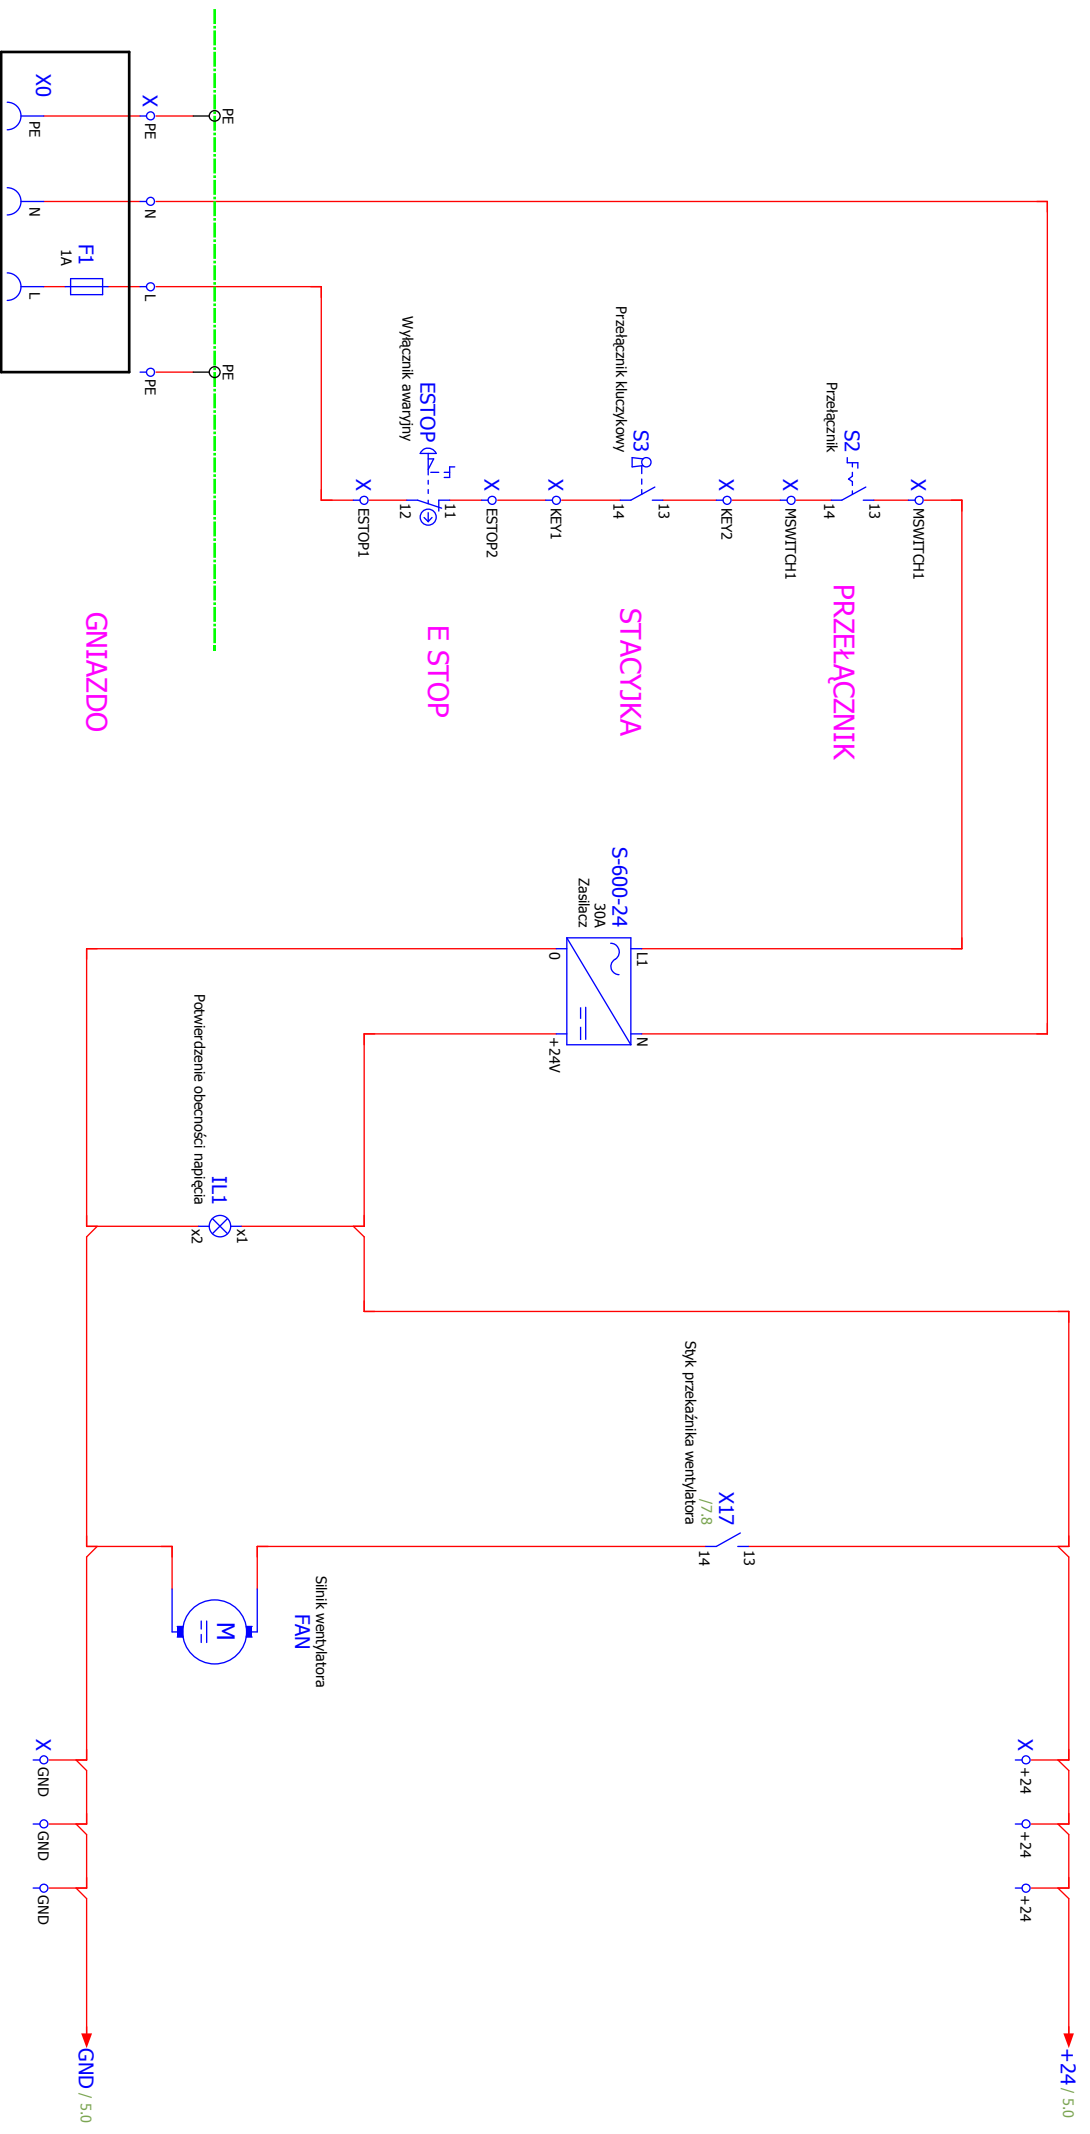 X0
PE
N
L
F1
1A
X
PE
N
L
PE
PE
PE
GNIAZDO
X
ESTOP1
ESTOP
Wyłącznik awaryjny
11
12
X
ESTOP2
E STOP
X
KEY1
S3
Przełącznik kluczykowy
13
14
X
KEY2
STACYJKA
X
MSWITCH1
S2
Przełącznik
13
14
X
MSWITCH1
PRZEŁĄCZNIK
S-600-24
30A
Zasilacz
L1
N
0
+24V
IL1
Potwierdzenie obecności napięcia
x1
x2
X17
/7.8
Styk przekaźnika wentylatora
13
14
Silnik wentylatora
FAN
M
X
+24
+24
+24
+24 / 5.0
X
GND
GND
GND
GND / 5.0